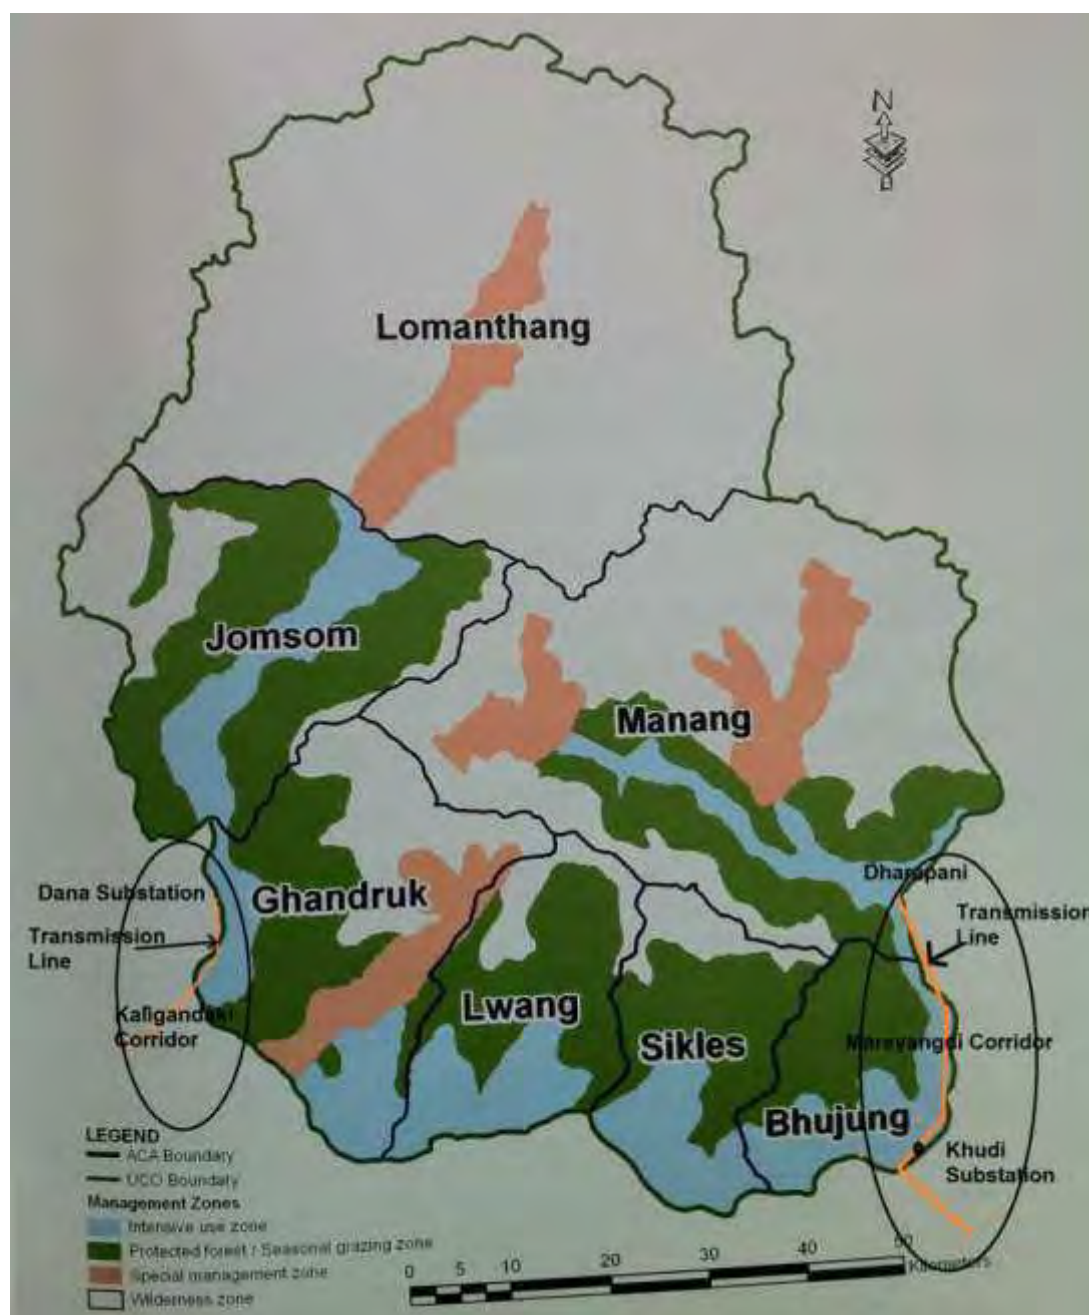 N
Lomanthang
Jomsom
Manang
Dharapani
Dana Substation
Ghandruk
Transmission
Line
Transmission
Line
Lwang
Kaligandaki
Corridor
Sikles
Marsyangdi Corridor
Bhujung
Khudi
Substation
LEGEND
ACA Boundary
UCO Boundary
Management Zones
Intensive use zone
Protected forest / Seasonal grazing zone
Special management zone
Wilderness zone
0 5 10 20 30 40 50
Kilometers